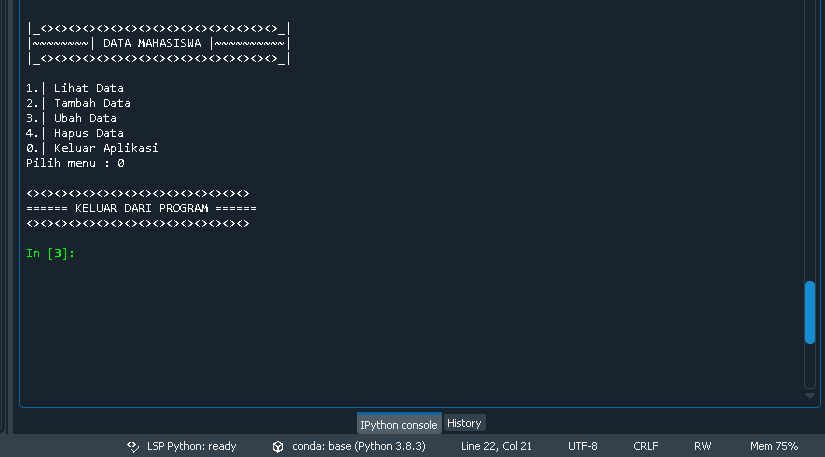 |_<><><><><><><><><><><><><><><><><>_|
|~~~~~~~~| DATA MAHASISWA |~~~~~~~~~~|
|_<><><><><><><><><><><><><><><><><>_|
1.| Lihat Data
2.| Tambah Data
3.| Ubah Data
4.| Hapus Data
0.| Keluar Aplikasi
Pilih menu : 0
<><><><><><><><><><><><><><><><>
====== KELUAR DARI PROGRAM ======
<><><><><><><><><><><><><><><><>
In [3]:
IPython console
History
LSP Python: ready
conda: base (Python 3.8.3)
Line 22, Col 21
UTF-8
CRLF
RW
Mem 75%